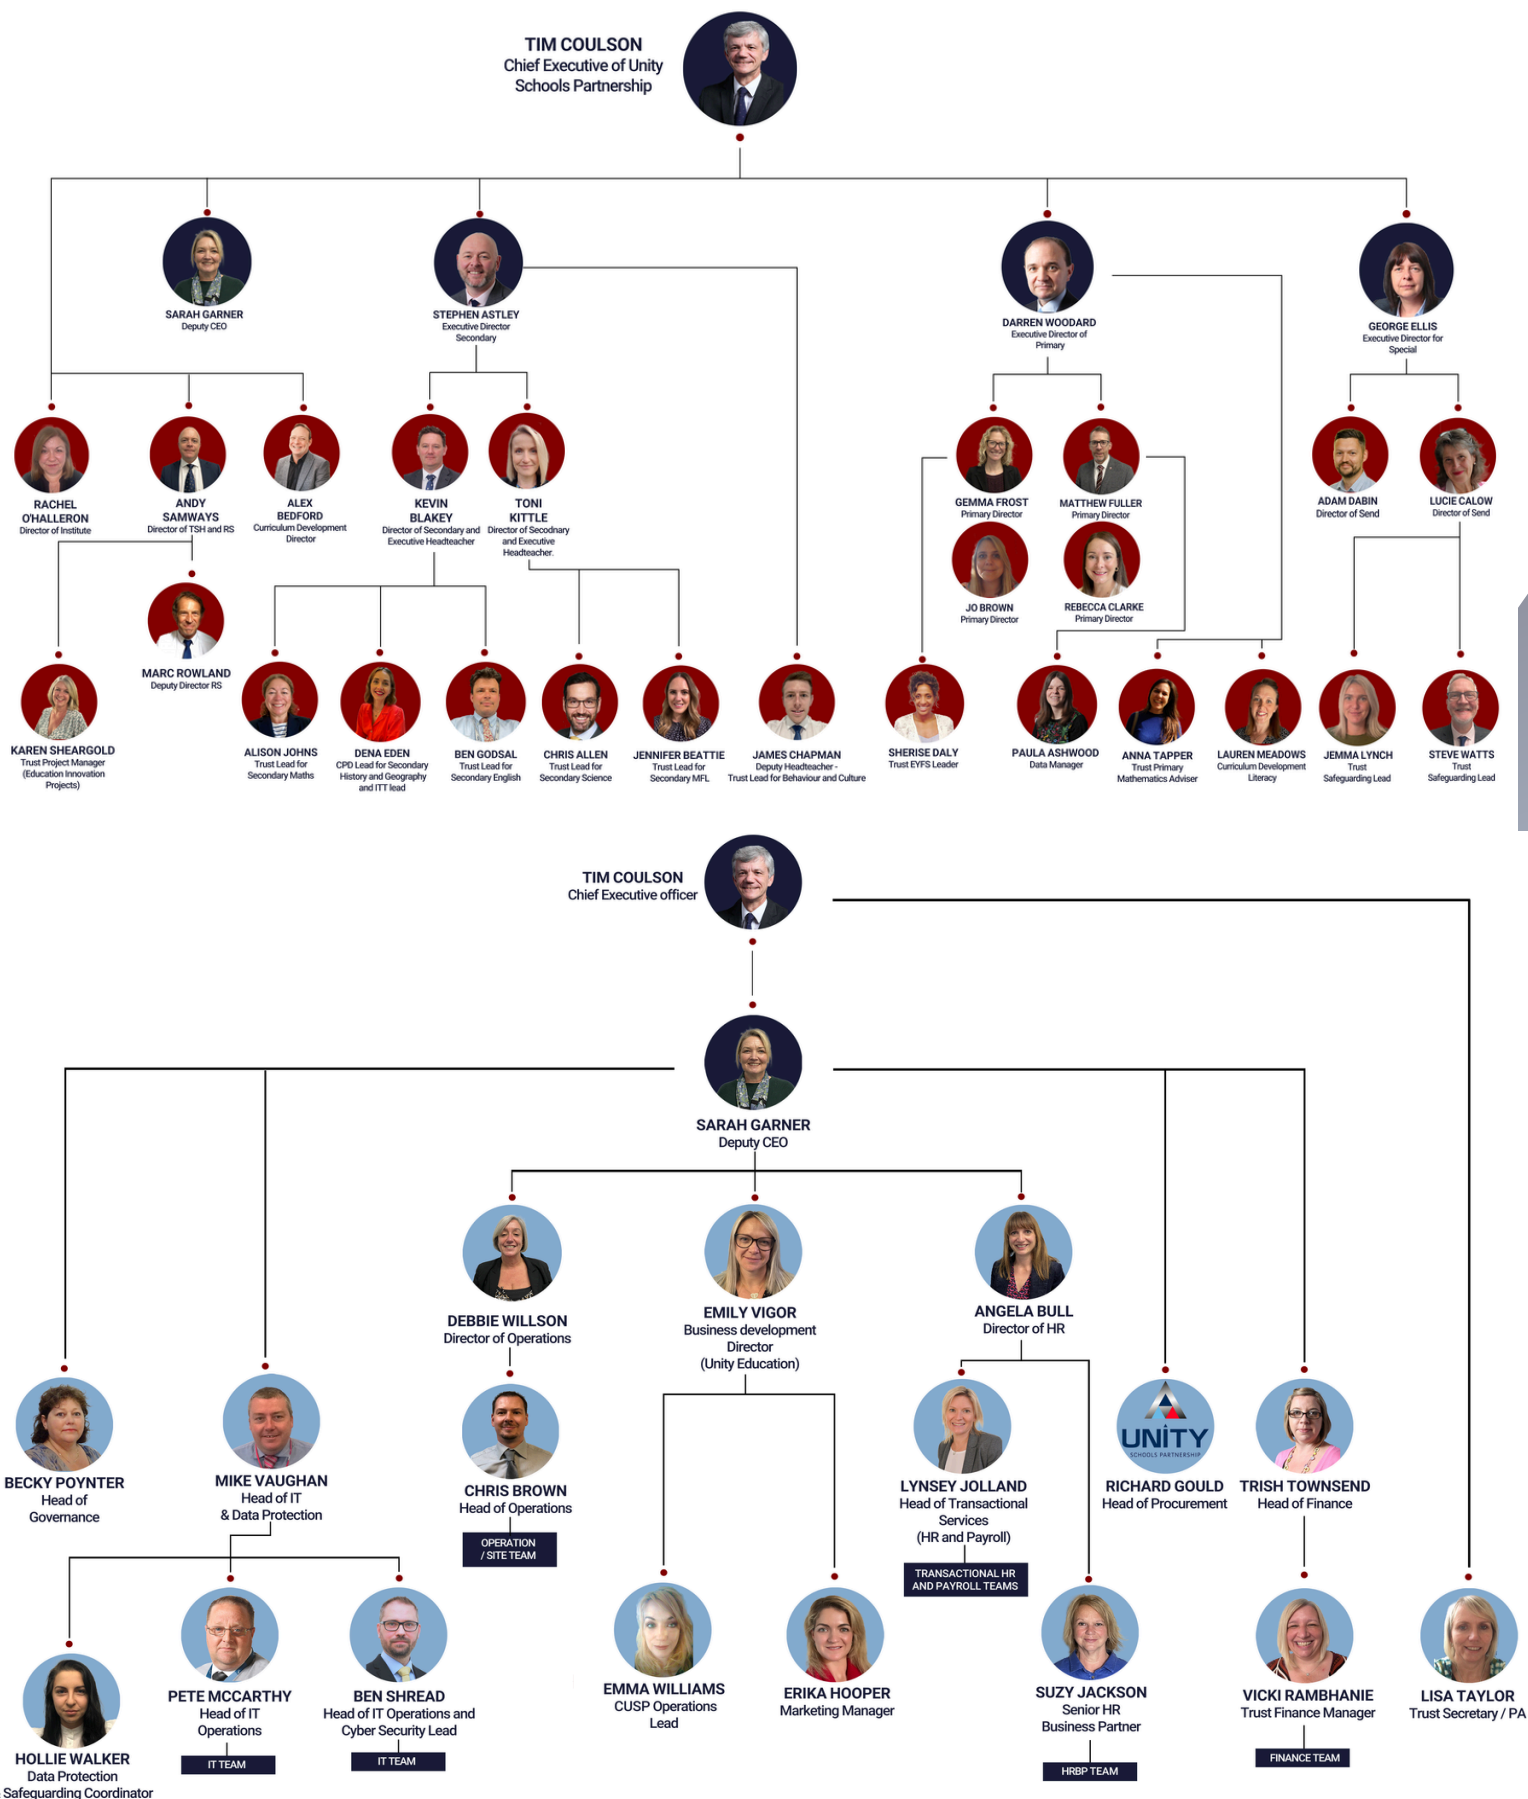 TIM COULSON
Chief Executive of Unity
Schools Partnership
SARAH GARNER
Deputy CEO
STEPHEN ASTLEY
Executive Director
Secondary
DARREN WOODARD
Executive Director of
Primary
GEORGE ELLIS
Executive Director for
Special
RACHEL
O'HALLERON
Director of Institute
ANDY
SAMWAYS
Director of TSH and RS
ALEX
BEDFORD
Curriculum Development
Director
KEVIN
BLAKEY
Director of Secondary and
Executive Headteacher
TONI
KITTLE
Director of Secodnary
and Executive
Headteacher.
GEMMA FROST
Primary Director
MATTHEW FULLER
Primary Director
ADAM DABIN
Director of Send
LUCIE CALOW
Director of Send
JO BROWN
Primary Director
REBECCA CLARKE
Primary Director
MARC ROWLAND
Deputy Director RS
KAREN SHEARGOLD
Trust Project Manager
(Education Innovation
Projects)
ALISON JOHNS
Trust Lead for
Secondary Maths
DENA EDEN
CPD Lead for Secondary
History and Geography
and ITT lead
BEN GODSAL
Trust Lead for
Secondary English
CHRIS ALLEN
Trust Lead for
Secondary Science
JENNIFER BEATTIE
Trust Lead for
Secondary MFL
JAMES CHAPMAN
Deputy Headteacher -
Trust Lead for Behaviour and Culture
SHERISE DALY
Trust EYFS Leader
PAULA ASHWOOD
Data Manager
ANNA TAPPER
Trust Primary
Mathematics Adviser
LAUREN MEADOWS
Curriculum Development
Literacy
JEMMA LYNCH
Trust
Safeguarding Lead
STEVE WATTS
Trust
Safeguarding Lead
TIM COULSON
Chief Executive officer
SARAH GARNER
Deputy CEO
DEBBIE WILLSON
Director of Operations
EMILY VIGOR
Business development
Director
(Unity Education)
ANGELA BULL
Director of HR
BECKY POYNTER
Head of
Governance
MIKE VAUGHAN
Head of IT
& Data Protection
CHRIS BROWN
Head of Operations
OPERATION
/ SITE TEAM
LYNSEY JOLLAND
Head of Transactional
Services
(HR and Payroll)
TRANSACTIONAL HR
AND PAYROLL TEAMS
UNiTY
SCHOOLS PARTNERSHIP
RICHARD GOULD
Head of Procurement
TRISH TOWNSEND
Head of Finance
HOLLIE WALKER
Data Protection
Safeguarding Coordinator
PETE MCCARTHY
Head of IT
Operations
IT TEAM
BEN SHREAD
Head of IT Operations and
Cyber Security Lead
IT TEAM
EMMA WILLIAMS
CUSP Operations
Lead
ERIKA HOOPER
Marketing Manager
SUZY JACKSON
Senior HR
Business Partner
HRBP TEAM
VICKI RAMBHANIE
Trust Finance Manager
FINANCE TEAM
LISA TAYLOR
Trust Secretary / PA